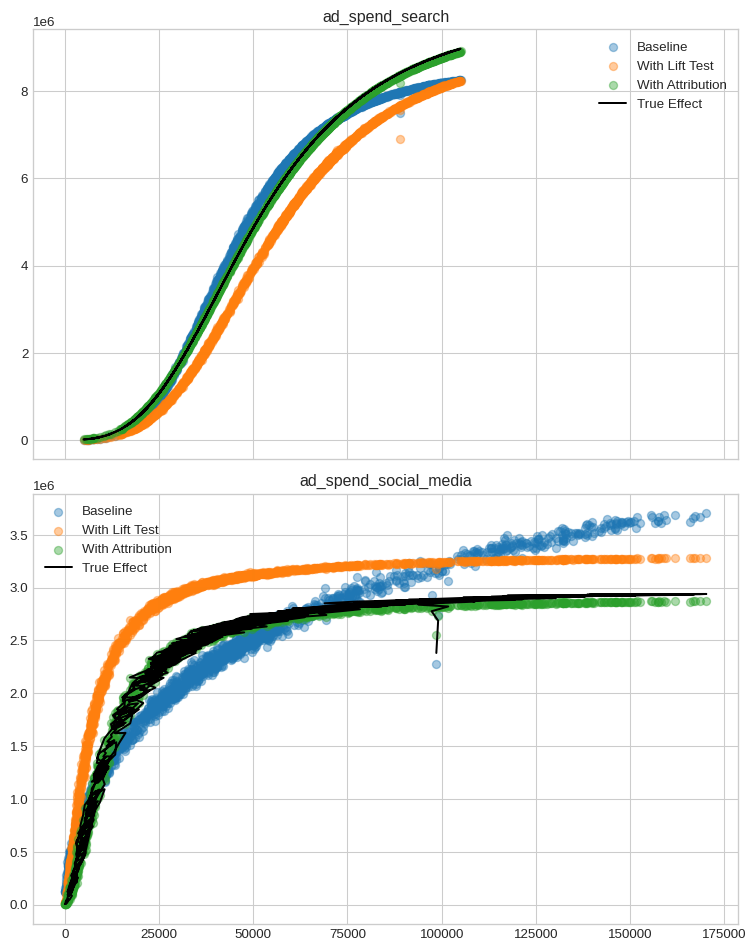 ad_spend_search
1e6
Baseline
With Lift Test
With Attribution
True Effect
8
6
4
2
0
ad_spend_social_media
1e6
Baseline
With Lift Test
With Attribution
True Effect
3.5
3.0
2.5
2.0
1.5
1.0
0.5
0.0
0 25000 50000 75000 100000 125000 150000 175000